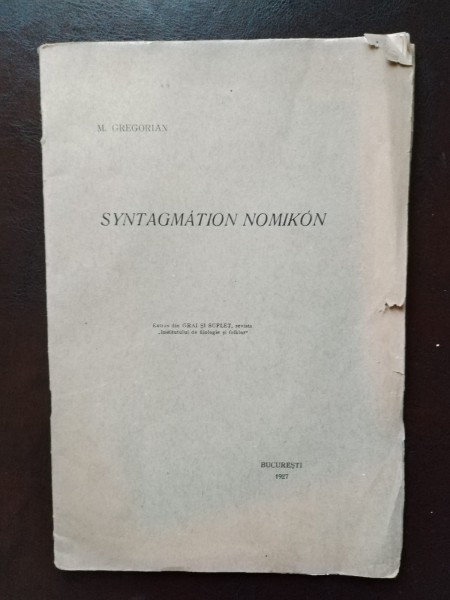 M. GREGORIAN
SYNTAGMÁTION NOMIKÓN
Extras din GRAI ȘI SUFLET, revista
„Institutului de filologie și folklor”
BUCUREȘTI
1927